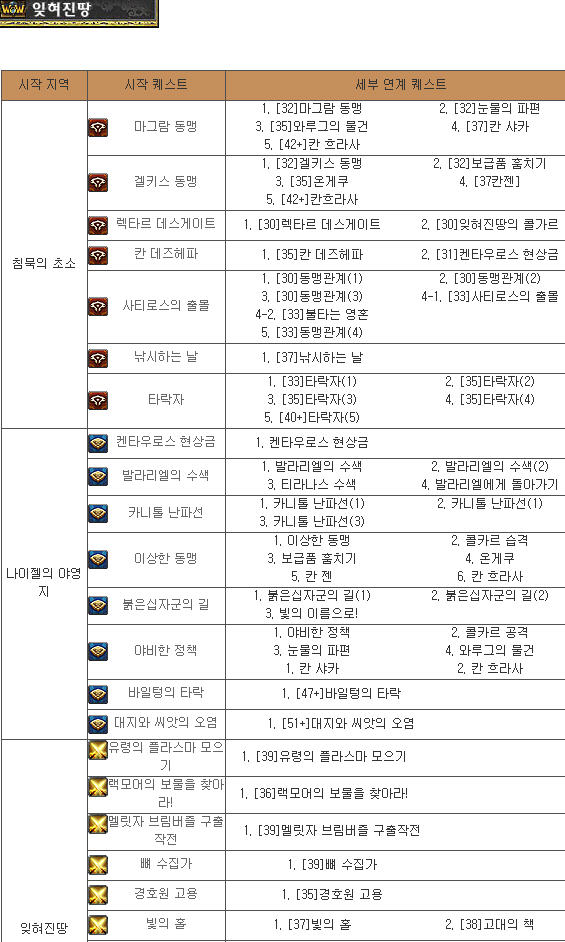 WoW 잊혀진땅
시작 지역 시작 퀘스트 세부 연계 퀘스트
침묵의 초소
마그람 동맹
1. [32]마그람 동맹 2. [32]눈물의 파편
3. [35]와루그의 물건 4. [37]칸 샤카
5. [42+]칸 흐라사
겔키스 동맹
1. [32]겔키스 동맹 2. [32]보급품 훔치기
3. [35]온게쿠 4. [37칸젠]
5. [42+]칸흐라사
렉타르 데스게이트 1. [30]렉타르 데스게이트 2. [30]잊혀진땅의 콜가르
칸 데즈헤파 1. [35]칸 데즈헤파 2. [31]켄타우로스 현상금
사티로스의 출몰
1. [30]동맹관계(1) 2. [30]동맹관계(2)
3. [30]동맹관계(3) 4-1. [33]사티로스의 출몰
4-2. [33]불타는 영혼
5. [33]동맹관계(4)
낚시하는 날 1. [37]낚시하는 날
타락자
1. [33]타락자(1) 2. [35]타락자(2)
3. [35]타락자(3) 4. [35]타락자(4)
5. [40+]타락자(5)
나이젤의 야영
지
켄타우로스 현상금 1. 켄타우로스 현상금
발라리엘의 수색
1. 발라리엘의 수색 2. 발라리엘의 수색(2)
3. 티라나스 수색 4. 발라리엘에게 돌아가기
카니톨 난파선
1. 카니톨 난파선(1) 2. 카니톨 난파선(1)
3. 카니톨 난파선(3)
이상한 동맹
1. 이상한 동맹 2. 콜카르 습격
3. 보급품 훔치기 4. 온게쿠
5. 칸 젠 6. 칸 흐라사
붉은십자군의 길
1. 붉은십자군의 길(1) 2. 붉은십자군의 길(2)
3. 빛의 이름으로!
야비한 정책
1. 야비한 정책 2. 콜카르 공격
3. 눈물의 파편 4. 와루그의 물건
1. 칸 샤카 2. 칸 흐라사
바일텅의 타락 1. [47+]바일텅의 타락
대지와 씨앗의 오염 1. [51+]대지와 씨앗의 오염
잊혀진땅
유령의 플라스마 모으
기
1. [39]유령의 플라스마 모으기
랙모어의 보물을 찾아
라!
1. [36]랙모어의 보물을 찾아라!
멜릿자 브림버즐 구출
작전
1. [39]멜릿자 브림버즐 구출작전
뼈 수집가 1. [39]뼈 수집가
경호원 고용 1. [35]경호원 고용
빛의 홀 1. [37]빛의 홀 2. [38]고대의 책